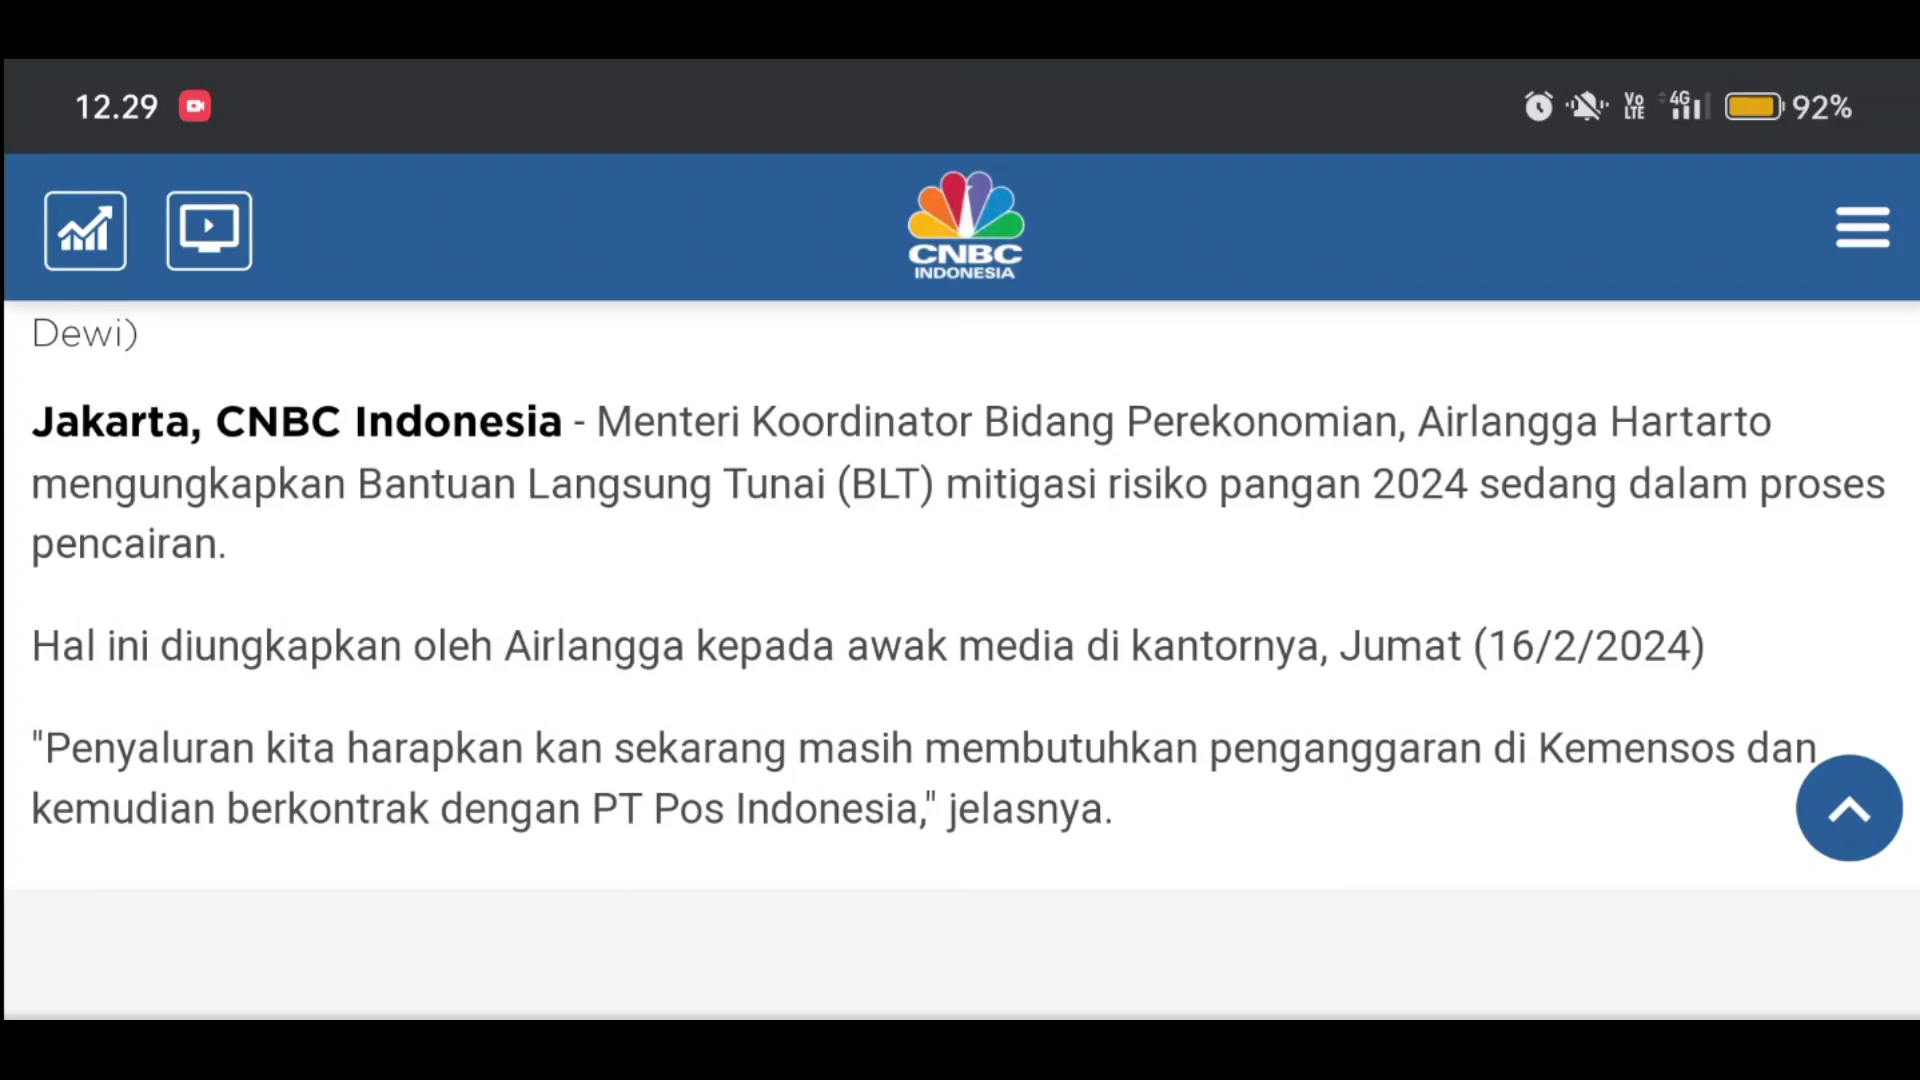 12.29
Vo
LTE
4G
92%
CNBC
INDONESIA
Dewi)
Jakarta, CNBC Indonesia - Menteri Koordinator Bidang Perekonomian, Airlangga Hartarto
mengungkapkan Bantuan Langsung Tunai (BLT) mitigasi risiko pangan 2024 sedang dalam proses
pencairan.
Hal ini diungkapkan oleh Airlangga kepada awak media di kantornya, Jumat (16/2/2024)
"Penyaluran kita harapkan kan sekarang masih membutuhkan penganggaran di Kemensos dan
kemudian berkontrak dengan PT Pos Indonesia," jelasnya.